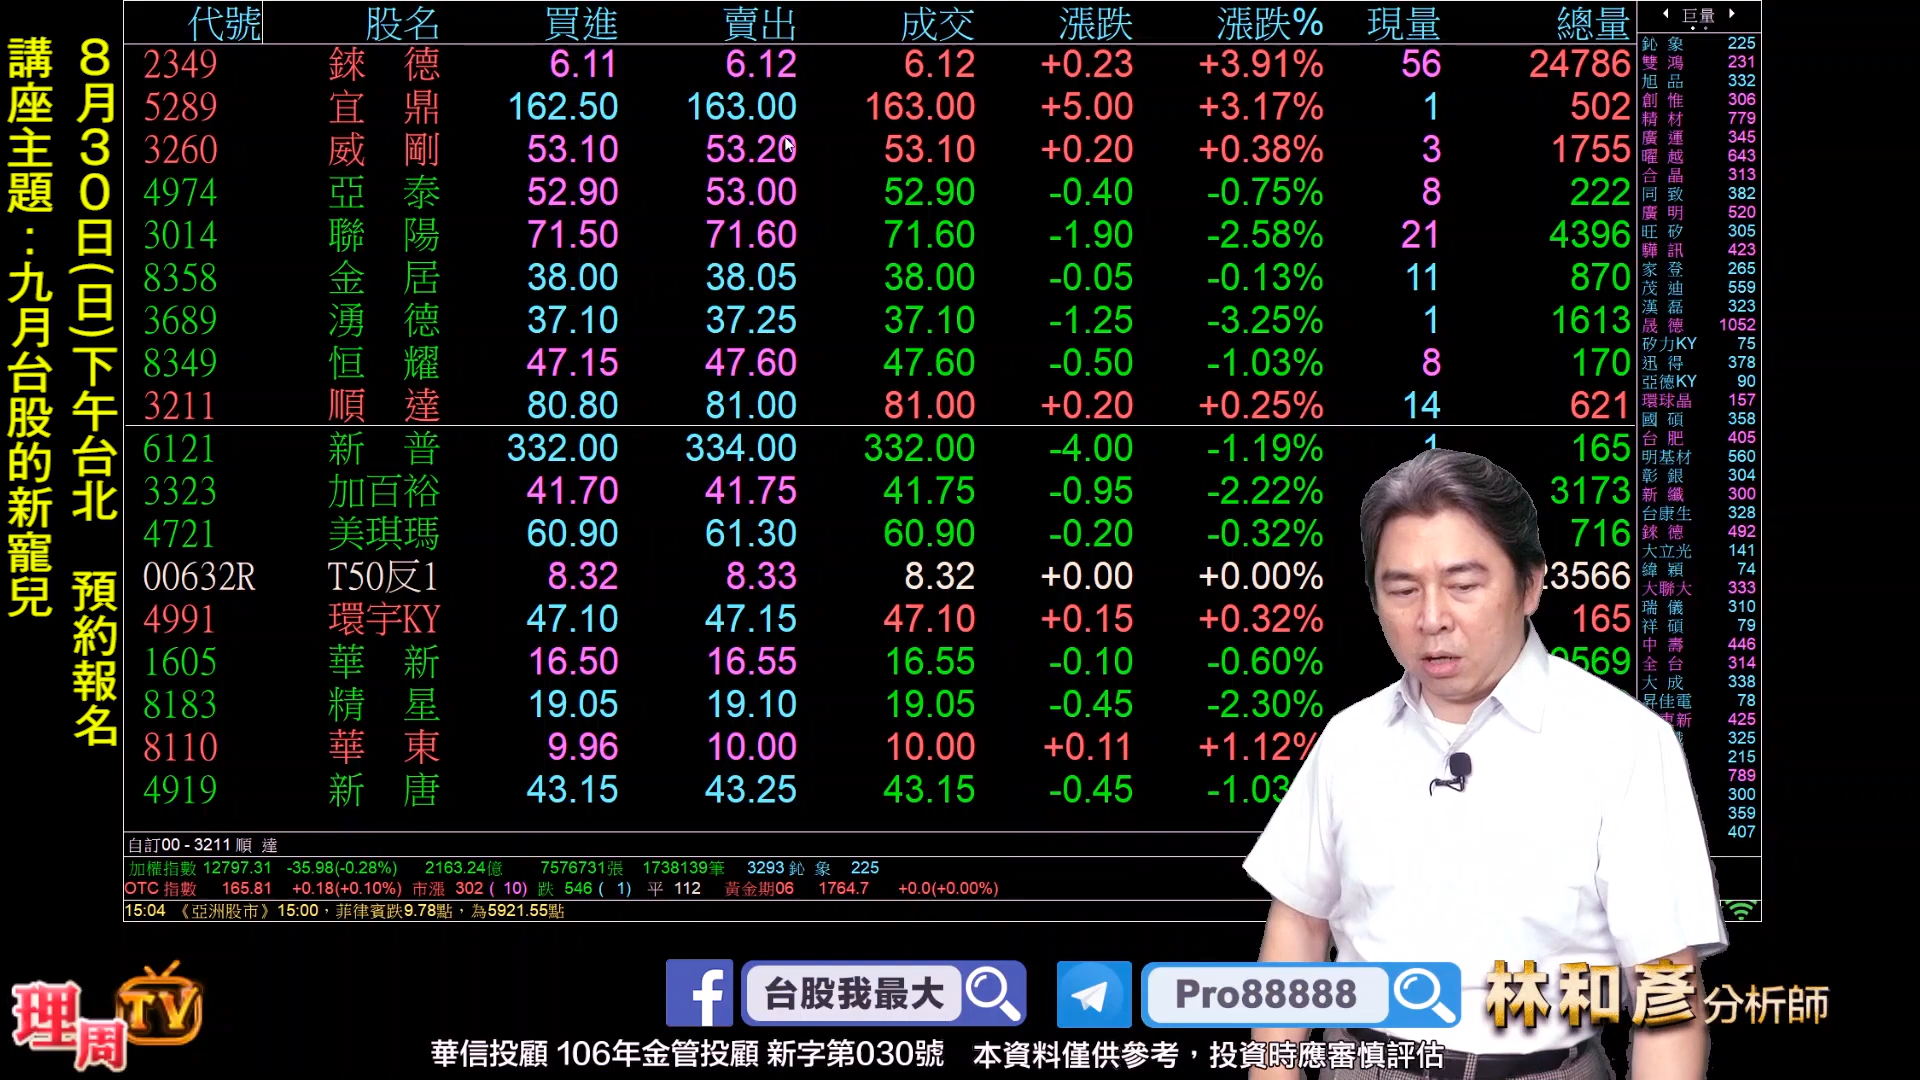 8月30日(日)下午台北 預約報名
講座主題:九月台股的新寵兒
代號 股名 買進 賣出 成交 漲跌 漲跌% 現量 總量
2349 錸德 6.11 6.12 6.12 +0.23 +3.91% 56 24786
5289 宜鼎 162.50 163.00 163.00 +5.00 +3.17% 1 502
3260 威剛 53.10 53.20 53.10 +0.20 +0.38% 3 1755
4974 亞泰 52.90 53.00 52.90 -0.40 -0.75% 8 222
3014 聯陽 71.50 71.60 71.60 -1.90 -2.58% 21 4396
8358 金居 38.00 38.05 38.00 -0.05 -0.13% 11 870
3689 湧德 37.10 37.25 37.10 -1.25 -3.25% 1 1613
8349 恒耀 47.15 47.60 47.60 -0.50 -1.03% 8 170
3211 順達 80.80 81.00 81.00 +0.20 +0.25% 14 621
6121 新普 332.00 334.00 332.00 -4.00 -1.19% 1 165
3323 加百裕 41.70 41.75 41.75 -0.95 -2.22% 3173
4721 美琪瑪 60.90 61.30 60.90 -0.20 -0.32% 716
00632R T50反1 8.32 8.33 8.32 +0.00 +0.00% 3566
4991 環宇KY 47.10 47.15 47.10 +0.15 +0.32% 165
1605 華新 16.50 16.55 16.55 -0.10 -0.60% 569
8183 精星 19.05 19.10 19.05 -0.45 -2.30%
8110 華東 9.96 10.00 10.00 +0.11 +1.12%
4919 新唐 43.15 43.25 43.15 -0.45 -1.03
巨量
鈊象 225
雙鴻 231
旭品 332
創惟 306
精材 779
廣運 345
曜越 643
合晶 313
同致 382
廣明 520
旺矽 305
驊訊 423
家登 265
茂迪 559
漢磊 323
晟德 1052
矽力KY 75
迅得 378
亞德KY 90
環球晶 157
國碩 358
台肥 405
明基材 560
彰銀 304
新纖 300
台康生 328
錸德 492
大立光 141
緯穎 74
大聯大 333
瑞儀 310
祥碩 79
中壽 446
全台 314
大成 338
昇佳電 78
新 425
325
215
789
300
359
407
自訂00 - 3211 順達
加權指數 12797.31 -35.98(-0.28%) 2163.24億 7576731張 1738139筆 3293 鈊象 225
OTC 指數 165.81 +0.18(+0.10%) 市漲 302 ( 10) 跌 546 ( 1) 平 112 黃金期06 1764.7 +0.0(+0.00%)
15:04 《亞洲股市》15:00,菲律賓跌9.78點,為5921.55點
理周TV
台股我最大
Pro88888
林和彥分析師
華信投顧 106年金管投顧 新字第030號 本資料僅供參考,投資時應審慎評估